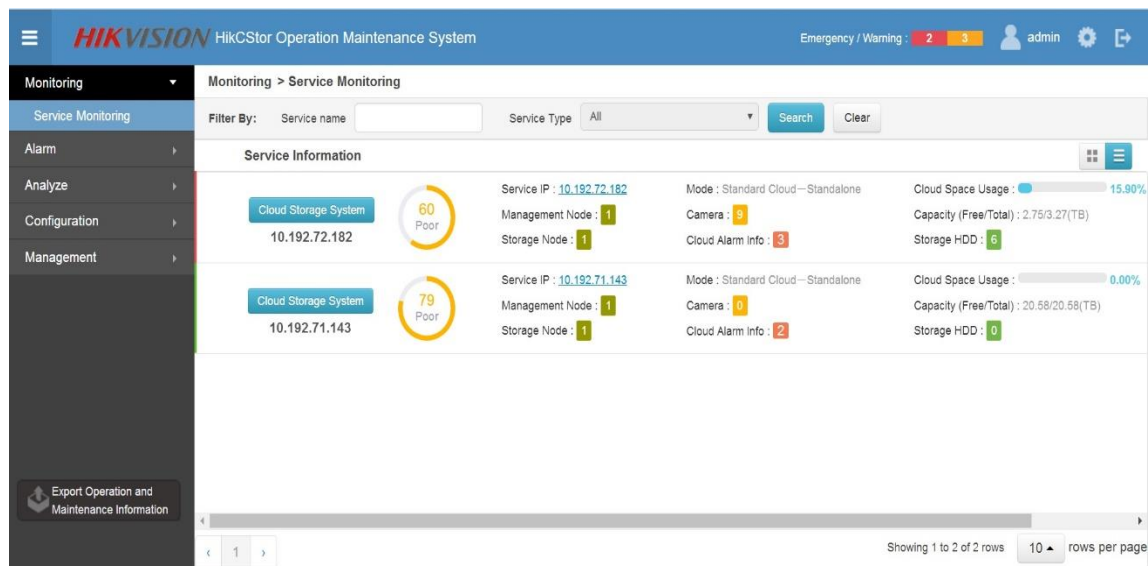 HIKVISION HikCStor Operation Maintenance System Emergency / Warning : 2 3 admin
Monitoring
Service Monitoring
Alarm
Analyze
Configuration
Management
Export Operation and
Maintenance Information
Monitoring > Service Monitoring
Filter By: Service name Service Type All Search Clear
Service Information
Cloud Storage System
10.192.72.182
60
Poor
Service IP : 10.192.72.182
Management Node : 1
Storage Node : 1
Mode : Standard Cloud—Standalone
Camera : 9
Cloud Alarm Info : 3
Cloud Space Usage : 15.90%
Capacity (Free/Total) : 2.75/3.27(TB)
Storage HDD : 6
Cloud Storage System
10.192.71.143
79
Poor
Service IP : 10.192.71.143
Management Node : 1
Storage Node : 1
Mode : Standard Cloud—Standalone
Camera : 0
Cloud Alarm Info : 2
Cloud Space Usage : 0.00%
Capacity (Free/Total) : 20.58/20.58(TB)
Storage HDD : 0
‹ 1 › Showing 1 to 2 of 2 rows 10 rows per page